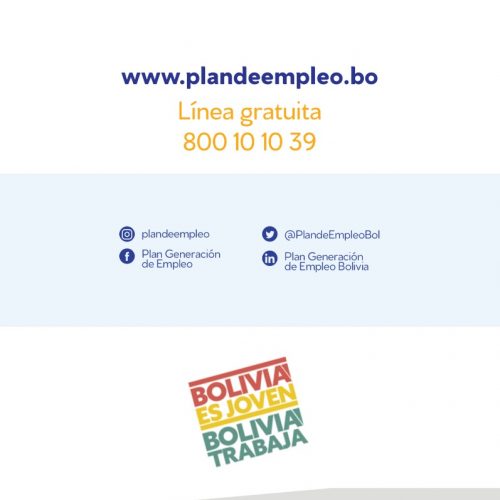 www.plandeempleo.bo
Línea gratuita
800 10 10 39
plandeempleo
@PlandeEmpleoBol
Plan Generación
de Empleo
Plan Generación
de Empleo Bolivia
BOLIVIA
ES JOVEN
BOLIVIA
TRABAJA